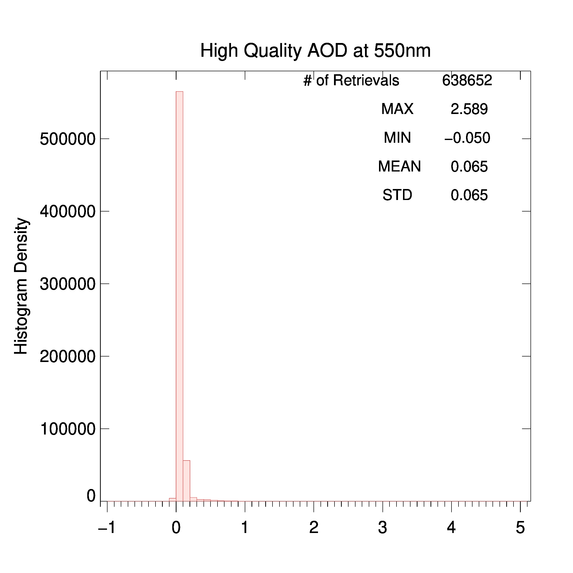 High Quality AOD at 550nm
# of Retrievals 638652
MAX 2.589
MIN −0.050
MEAN 0.065
STD 0.065
Histogram Density
500000
400000
300000
200000
100000
0
−1 0 1 2 3 4 5